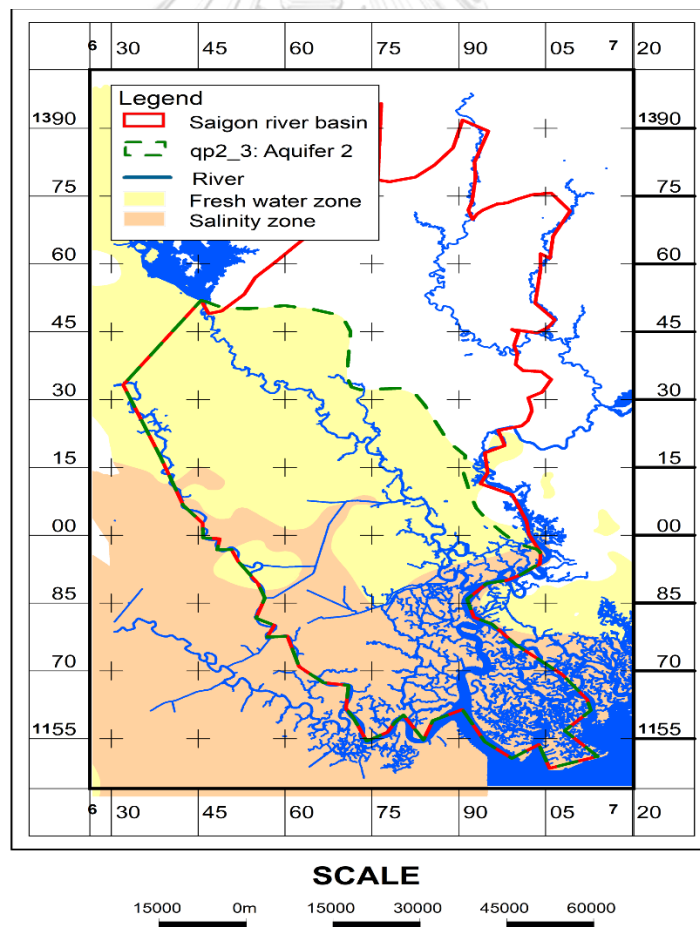 6 30 45 60 75 90 05 7 20
Legend
Saigon river basin
qp2_3: Aquifer 2
River
Fresh water zone
Salinity zone
1390 1390
75 75
60 60
45 45
30 30
15 15
00 00
85 85
70 70
1155 1155
6 30 45 60 75 90 05 7 20
SCALE
15000 0m 15000 30000 45000 60000